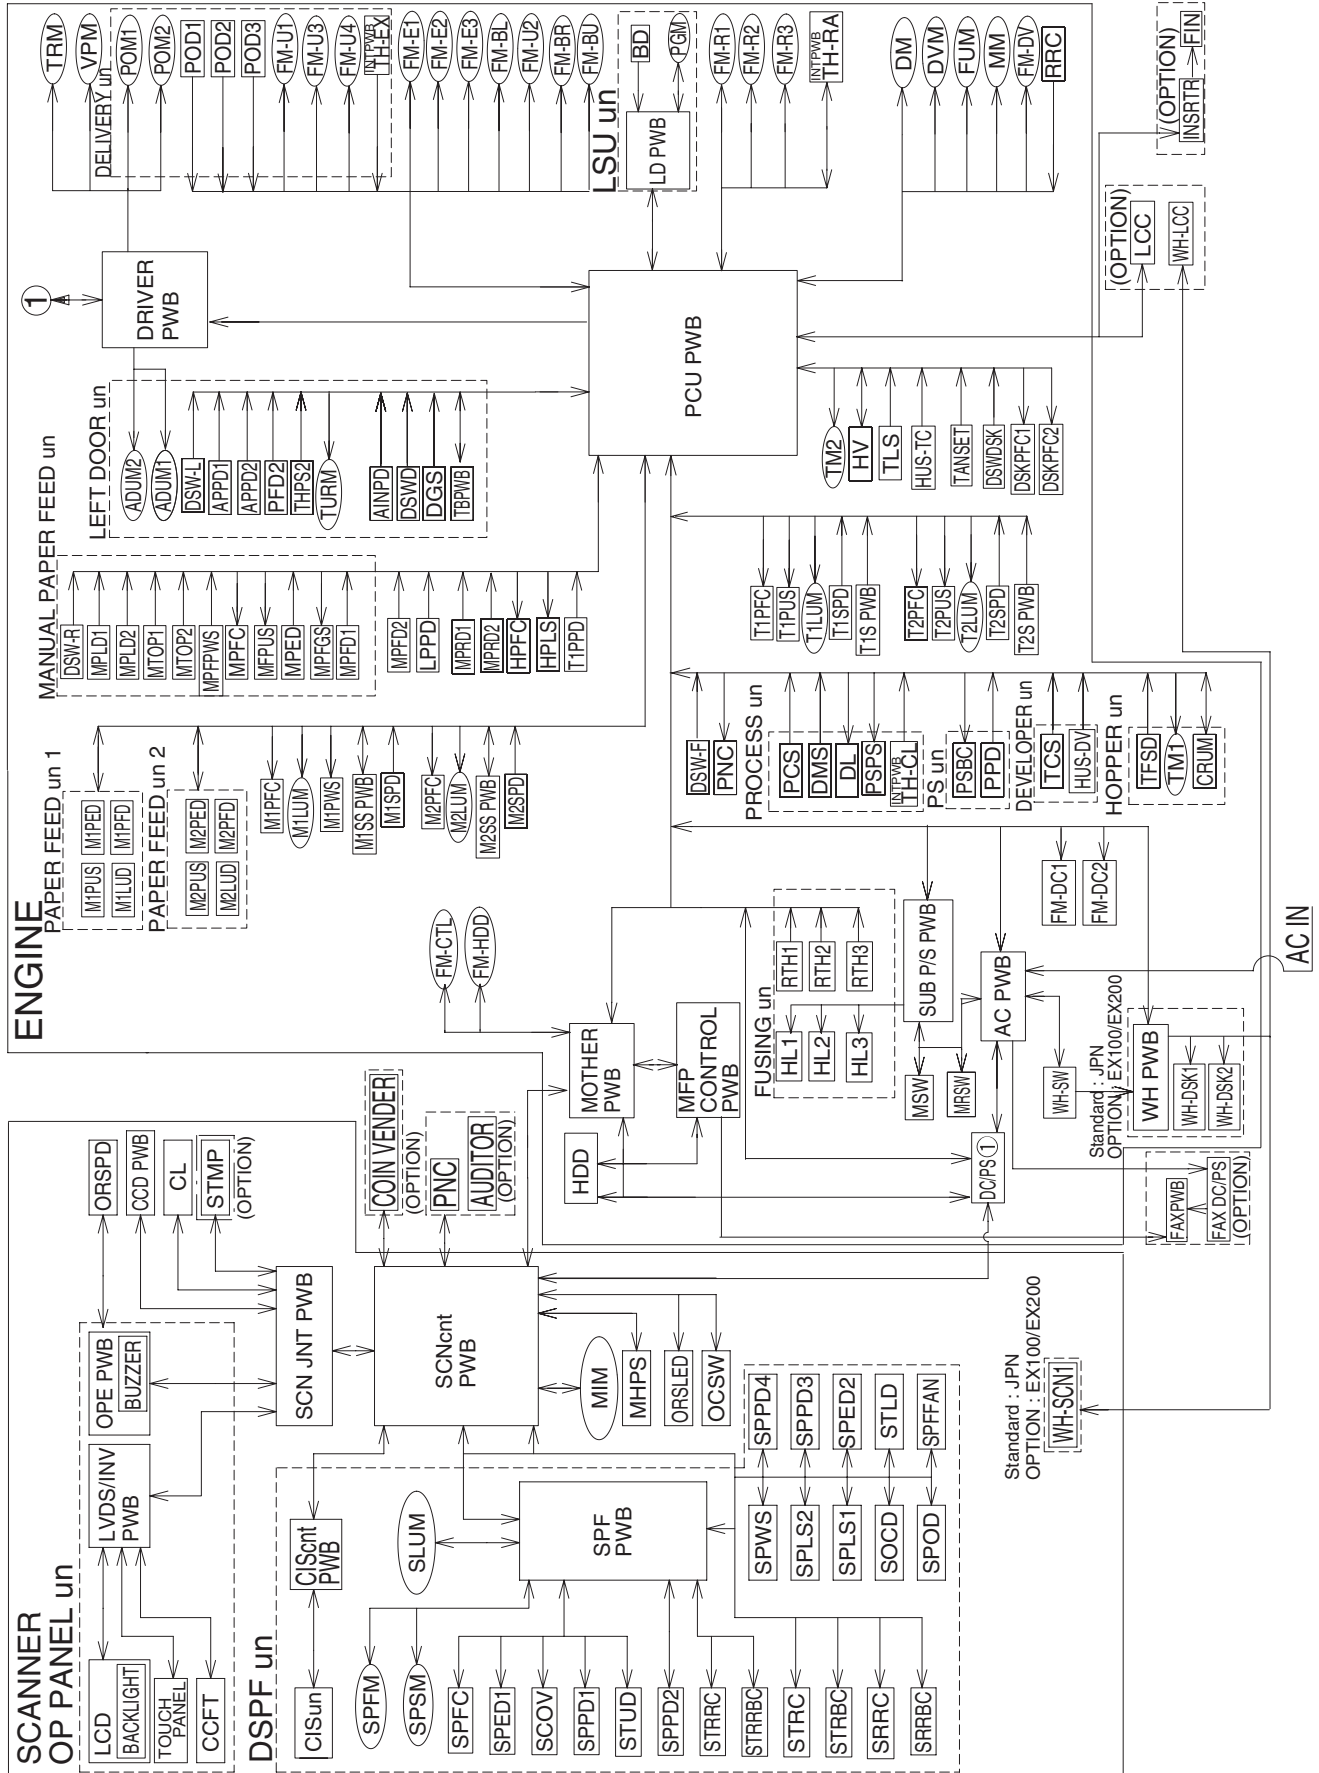 SCANNER
OP PANEL un
LCD
BACKLIGHT
TOUCH
PANEL
CCFT
LVDS/INV
PWB
OPE PWB
BUZZER
ORSPD
CCD PWB
CL
STMP
(OPTION)
SCN JNT PWB
COIN VENDER
(OPTION)
PNC
AUDITOR
(OPTION)
SCNcnt
PWB
MIM
MHPS
ORSLED
OCSW
DSPF un
CISun
CIScnt
PWB
SLUM
SPFM
SPSM
SPFC
SPED1
SCOV
SPPD1
STUD
SPPD2
STRRC
STRRBC
STRC
STRBC
SRRC
SRRBC
SPF
PWB
SPWS
SPLS2
SPLS1
SOCD
SPOD
SPPD4
SPPD3
SPED2
STLD
SPFFAN
Standard : JPN
OPTION : EX100/EX200
WH-SCN1
ENGINE
PAPER FEED un 1
M1PUS
M1PED
M1LUD
M1PFD
PAPER FEED un 2
M2PUS
M2PED
M2LUD
M2PFD
M1PFC
M1LUM
M1PWS
M1SS PWB
M1SPD
M2PFC
M2LUM
M2SS PWB
M2SPD
MANUAL PAPER FEED un
DSW-R
MPLD1
MPLD2
MTOP1
MTOP2
MPFPWS
MPFC
MFPUS
MPED
MPFGS
MPFD1
MPFD2
LPPD
MPRD1
MPRD2
HPFC
HPLS
T1PPD
LEFT DOOR un
ADUM2
ADUM1
DSW-L
APPD1
APPD2
PFD2
THPS2
TURM
AINPD
DSWD
DGS
TBPWB
1
DRIVER
PWB
TRM
VPM
DELIVERY un
POM1
POM2
POD1
POD2
POD3
FM-U1
FM-U3
FM-U4
INTPWB
TH-EX
FM-E1
FM-E2
FM-E3
FM-BL
FM-U2
FM-BR
FM-BU
LSU un
BD
PGM
LD PWB
FM-R1
FM-R2
FM-R3
INTPWB
TH-RA
DM
DVM
FUM
MM
FM-DV
RRC
(OPTION)
INSRTR
FIN
(OPTION)
LCC
WH-LCC
PCU PWB
TM2
HV
TLS
HUS-TC
TANSET
DSWDSK
DSKPFC1
DSKPFC2
T1PFC
T1PUS
T1LUM
T1SPD
T1S PWB
T2PFC
T2PUS
T2LUM
T2SPD
T2S PWB
DSW-F
PNC
PROCESS un
PCS
DMS
DL
PSPS
INTPWB
TH-CL
PS un
PSBC
PPD
DEVELOPER un
TCS
HUS-DV
HOPPER un
TFSD
TM1
CRUM
FM-CTL
FM-HDD
MOTHER
PWB
MFP
CONTROL
PWB
HDD
FUSING un
HL1
HL2
HL3
RTH1
RTH2
RTH3
SUB P/S PWB
MSW
MRSW
AC PWB
DC/PS 1
WH-SW
FM-DC1
FM-DC2
Standard : JPN
OPTION : EX100/EX200
WH PWB
WH-DSK1
WH-DSK2
FAXPWB
FAX DC/PS
(OPTION)
AC IN